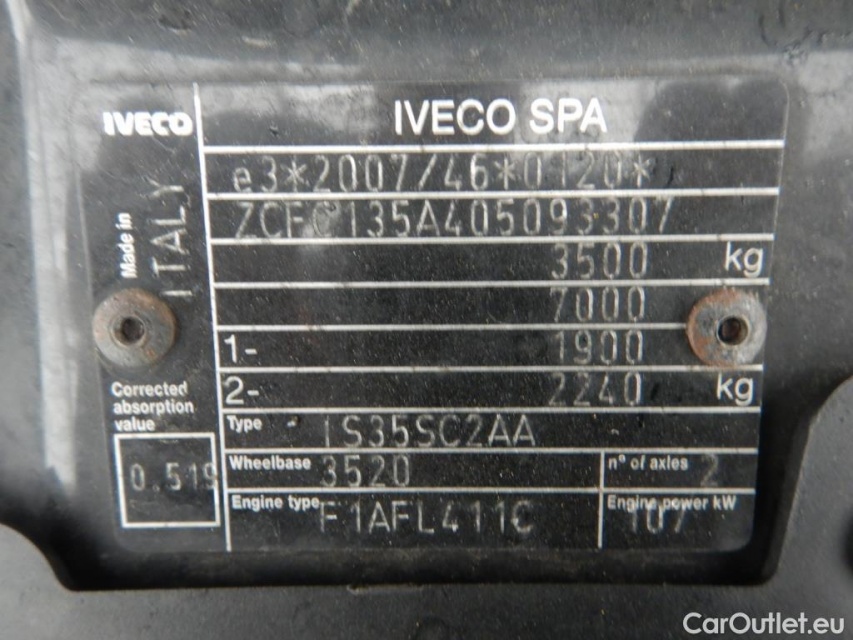 IVECO
IVECO SPA
Made in
ITALY
e3*2007/46*0120*
ZCFC135A405093307
3500 kg
7000
1- 1900
2- 2240 kg
Corrected
absorption
value
0.519
Type IS35SC2AA
Wheelbase 3520
n° of axles 2
Engine type F1AFL411C
Engine power kW 107
CarOutlet.eu